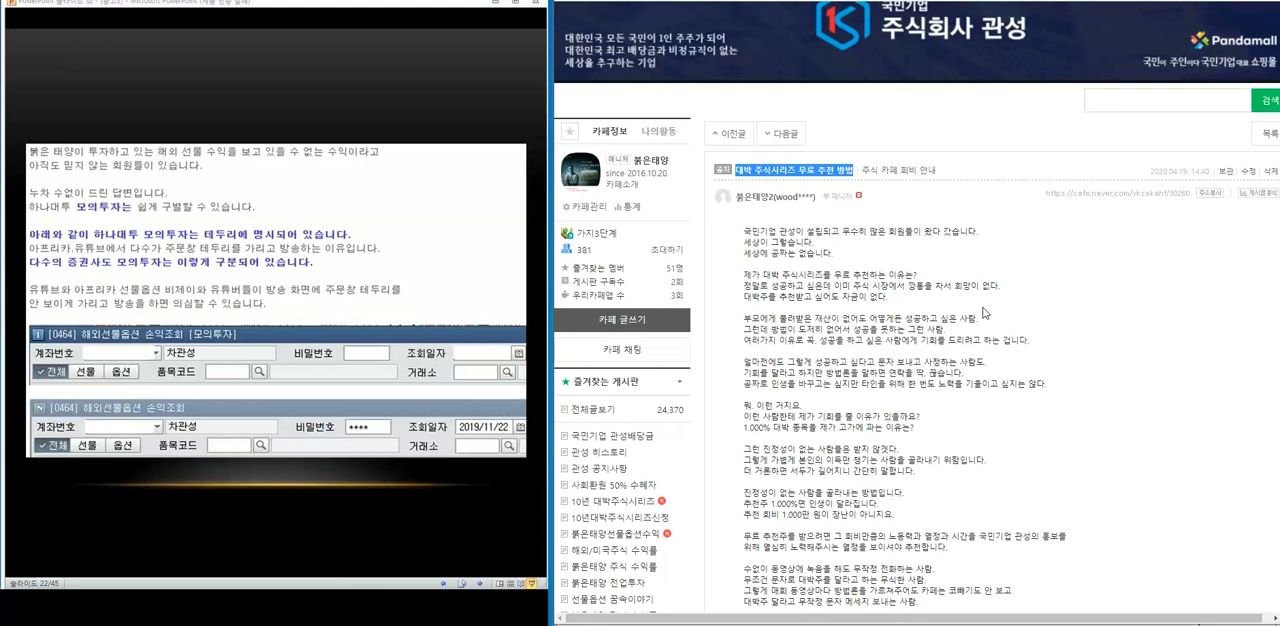 붉은 태양이 투자하고 있는 해외 선물 수익을 보고 있을 수 없는 수익이라고
아직도 믿지 않는 회원들이 있습니다.
누차 수없이 드린 답변입니다.
하나대투 모의투자는 쉽게 구별할 수 있습니다.
아래와 같이 하나대투 모의투자는 테두리에 명시되어 있습니다.
아프리카.유튜브에서 다수가 주문창 테두리를 가리고 방송하는 이유입니다.
다수의 증권사도 모의투자는 이렇게 구분되어 있습니다.
유튜브와 아프리카 선물옵션 비제이와 유튜버들이 방송 화면에 주문창 테두리를
안 보이게 가리고 방송을 하면 의심할 수 있습니다.
[0464] 해외선물옵션 손익조회 [모의투자]
계좌번호 차관성 비밀번호 조회일자
전체 선물 옵션 품목코드 거래소
[0464] 해외선물옵션 손익조회
계좌번호 차관성 비밀번호 **** 조회일자 2019/11/22
전체 선물 옵션 품목코드 거래소
슬라이드 22/45
대한민국 모든 국민이 1인 주주가 되어
대한민국 최고 배당금과 비정규직이 없는
세상을 추구하는 기업
국민기업
주식회사 관성
Pandamall
국민이 주인이다 국민기업대표 쇼핑몰
검색
카페정보 나의활동
매니저 붉은태양
since 2016.10.20.
카페소개
카페관리 통계
가지3단계
381 초대하기
즐겨찾는 멤버 51명
게시판 구독수 2회
우리카페앱 수 3회
카페 글쓰기
카페 채팅
즐겨찾는 게시판
전체글보기 24,370
국민기업 관성배당금
관성 히스토리
관성 공지사항
사회환원 50% 수혜자
10년 대박주식시리즈
10년대박주식시리즈신청
붉은태양선물옵션수익
해외/미국주식 수익률
붉은태양 주식 수익률
붉은태양 전업투자
선물옵션 꿈속이야기
이전글 다음글 목록
공지 대박 주식시리즈 무료 추천 방법 주식 카페 회비 안내
2020.04.19. 14:40 보관 수정 삭제
붉은태양2(wood****) 부매니저
https://cafe.naver.com/vksekahf/30260 주소복사 게시글분석
국민기업 관성이 설립되고 무수히 많은 회원들이 왔다 갔습니다.
세상이 그렇습니다.
세상에 공짜는 없습니다.
제가 대박 주식시리즈를 무료 추천하는 이유는?
정말로 성공하고 싶은데 이미 주식 시장에서 깡통을 차서 희망이 없다.
대박주를 추천받고 싶어도 자금이 없다.
부모에게 물려받은 재산이 없어도 어떻게든 성공하고 싶은 사람.
그런데 방법이 도저히 없어서 성공을 못하는 그런 사람.
여러가지 이유로 꼭. 성공을 하고 싶은 사람에게 기회를 드리려고 하는 겁니다.
얼마전에도 그렇게 성공하고 싶다고 문자 보내고 사정하는 사람도.
기회를 달라고 하지만 방법론을 말하면 연락을 딱. 끊습니다.
공짜로 인생을 바꾸고는 싶지만 타인을 위해 한 번도 노력을 기울이고 싶지는 않다.
뭐. 이런 거지요.
이런 사람한테 제가 기회를 줄 이유가 있을까요?
1.000% 대박 종목을 제가 고가에 파는 이유는?
그런 진정성이 없는 사람들은 받지 않겠다.
그렇게 가볍게 본인의 이득만 챙기는 사람을 골라내기 위함입니다.
더 거론하면 서두가 길어지니 간단히 말합니다.
진정성이 없는 사람을 골라내는 방법입니다.
추천주 1.000%면 인생이 달라집니다.
추천 회비 1.000만 원이 장난이 아니지요.
무료 추천주를 받으려면 그 회비만큼의 노동력과 열정과 시간을 국민기업 관성의 홍보를
위해 열심히 노력해주시는 열정을 보이셔야 추천합니다.
수없이 동영상에 녹음을 해도 무작정 전화하는 사람.
무조건 문자로 대박주를 달라고 하는 무식한 사람.
그렇게 매회 동영상마다 방법론을 가르쳐주어도 카페는 코빼기도 안 보고
대박주 달라고 무작정 문자 메세지 보내는 사람.